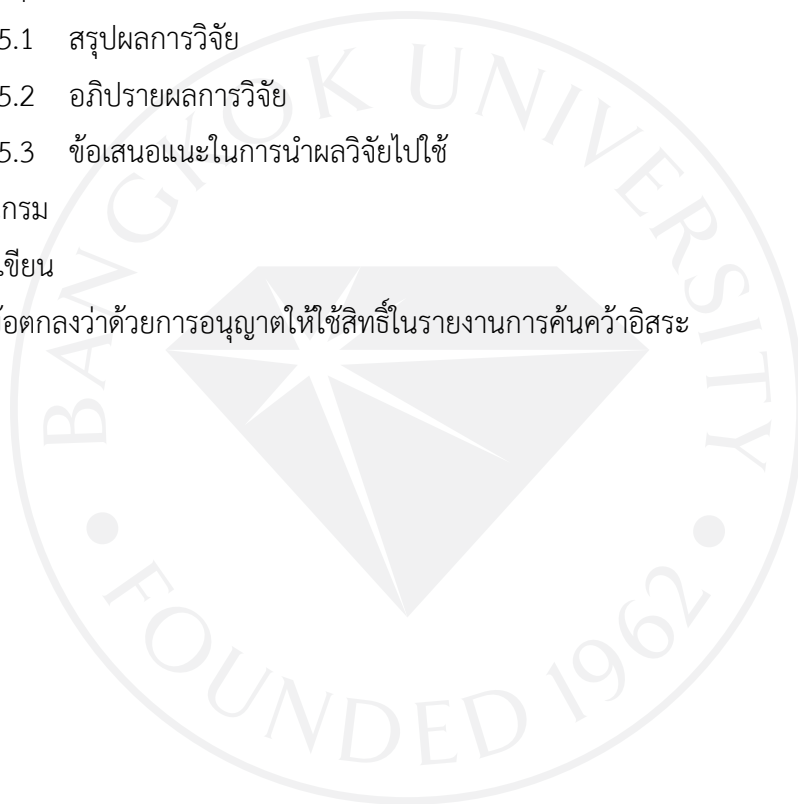 5.1 สรุปผลการวิจัย
5.2 อภิปรายผลการวิจัย
5.3 ข้อเสนอแนะในการนำผลวิจัยไปใช้
กรม
เขียน
ตกลงว่าด้วยการอนุญาตให้ใช้สิทธิ์ในรายงานการค้นคว้าอิสระ
BANGKOK UNIVERSITY
FOUNDED 1962